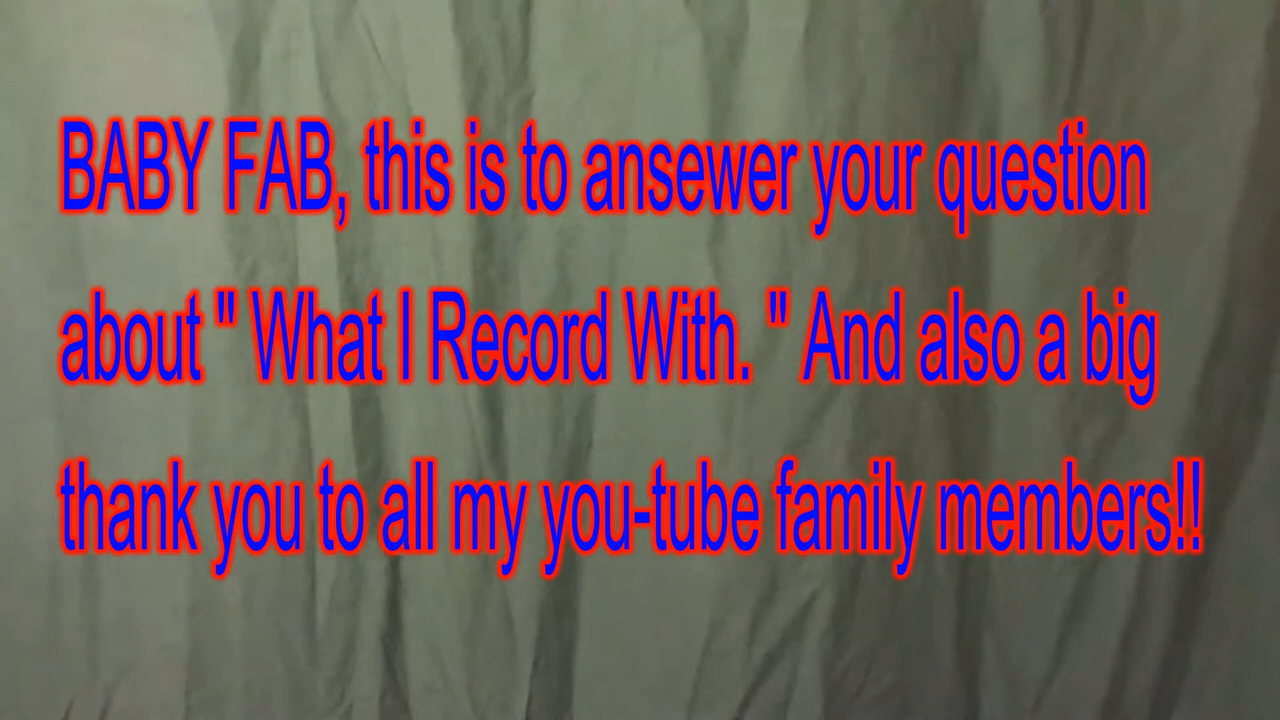 BABY FAB, this is to ansewer your question
about " What I Record With. " And also a big
thank you to all my you-tube family members!!